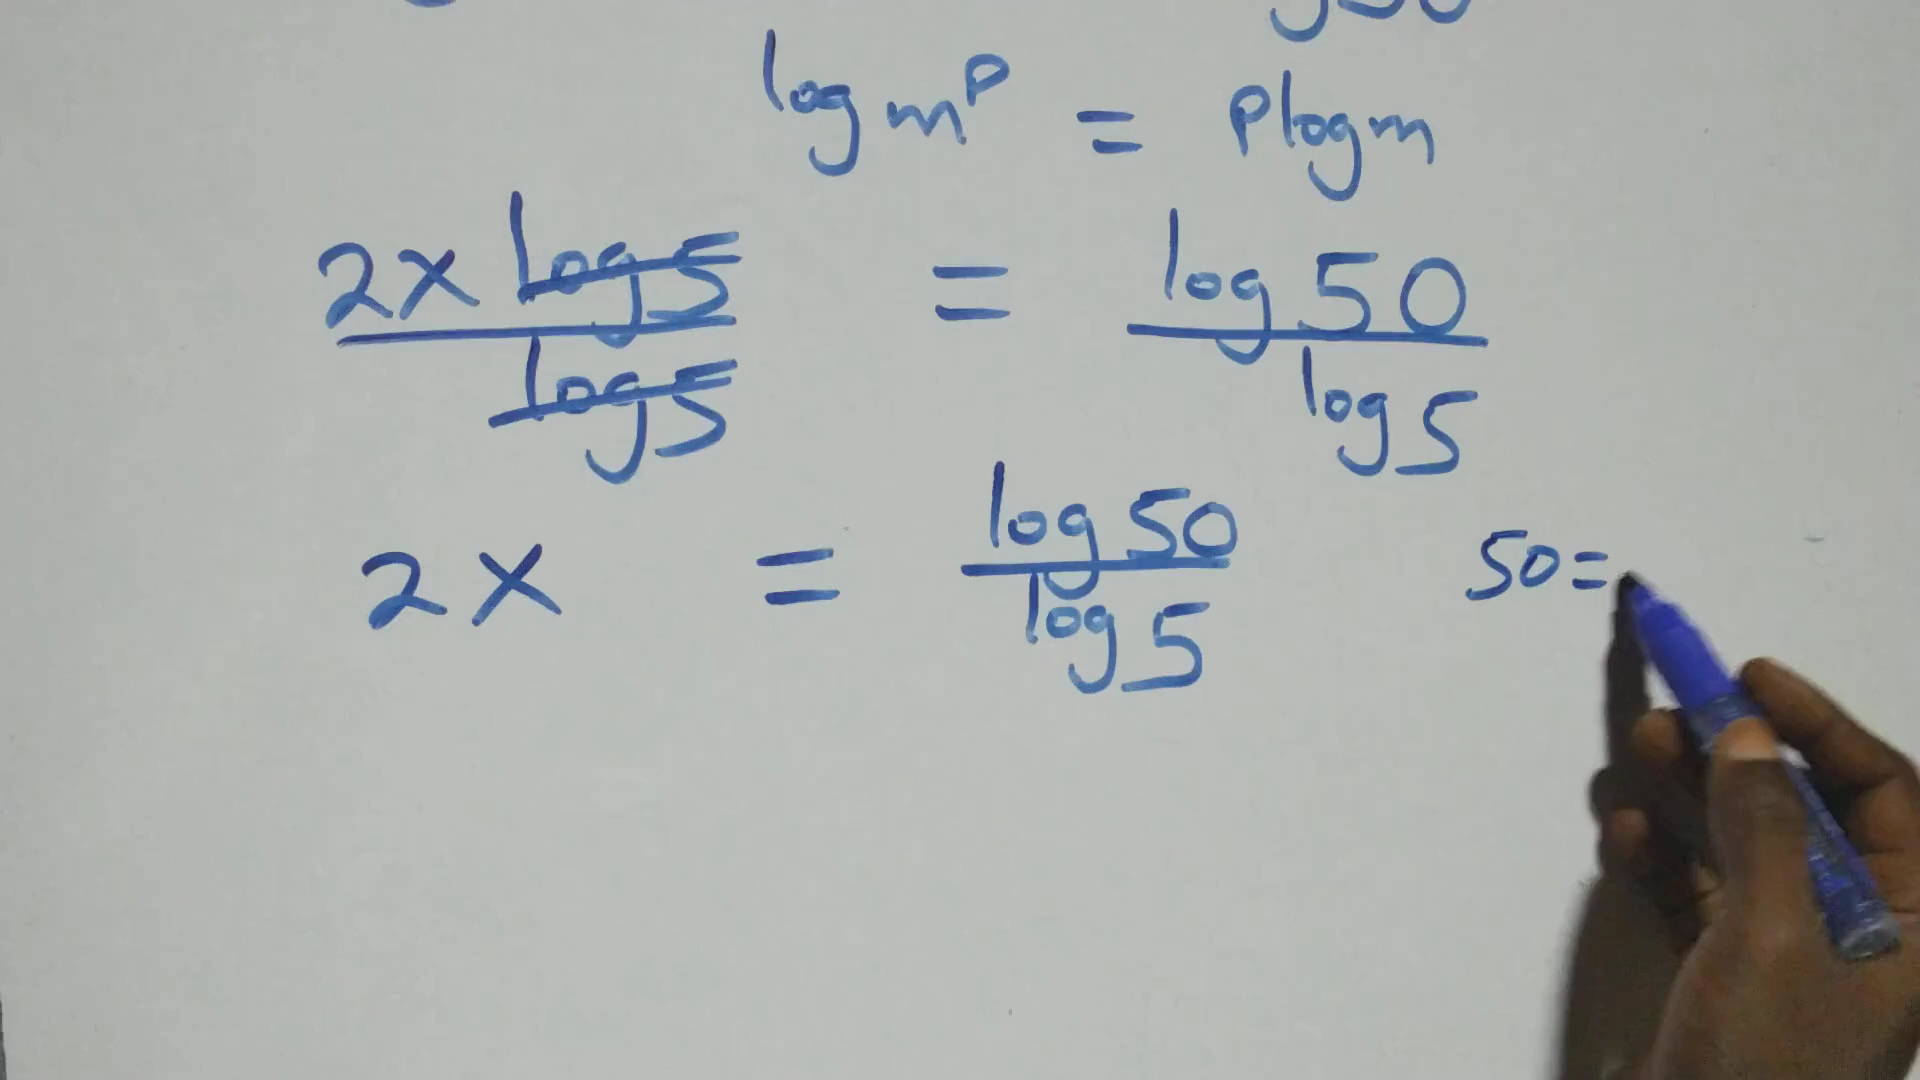 log m^p = p log m
2x log 5 / log 5 = log 50 / log 5
2x = log 50 / log 5
50 =